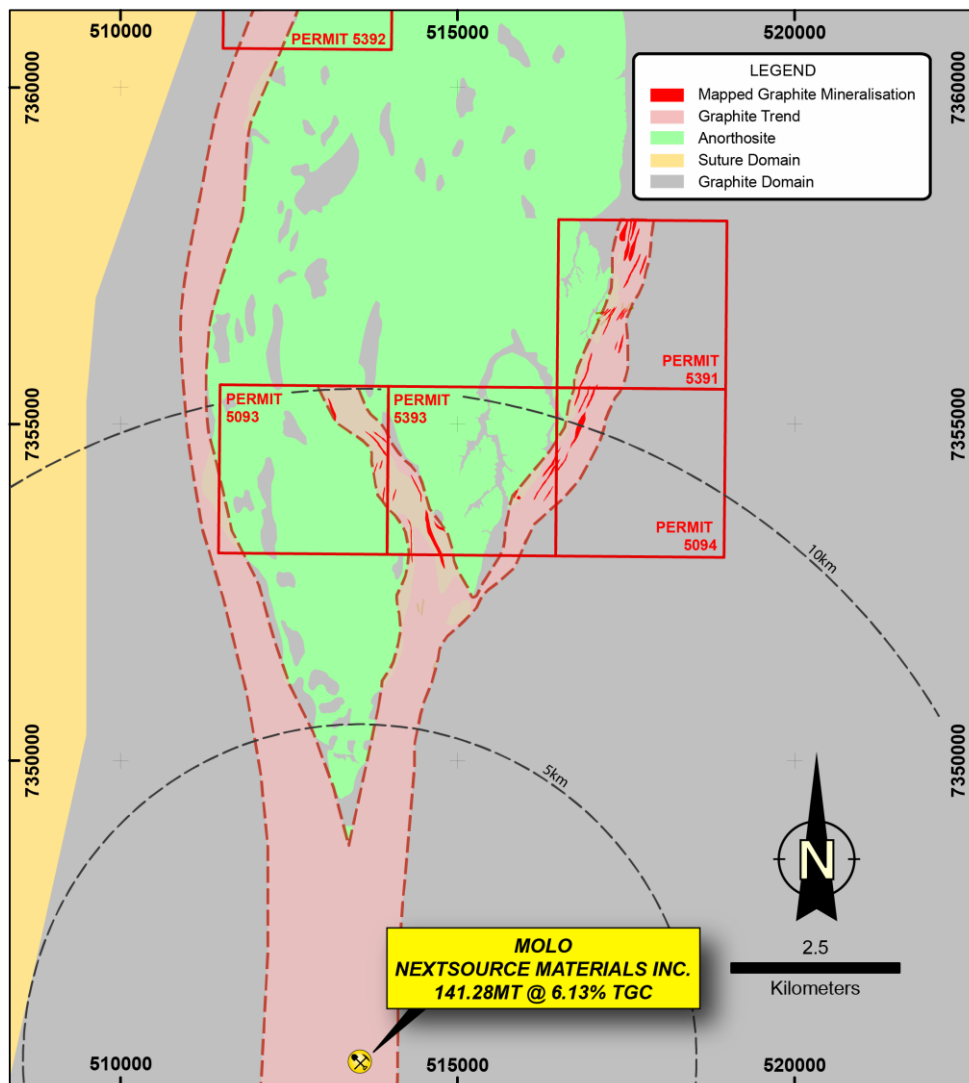 510000
515000
520000
PERMIT 5392
7360000
7360000
LEGEND
Mapped Graphite Mineralisation
Graphite Trend
Anorthosite
Suture Domain
Graphite Domain
PERMIT
5391
PERMIT
5093
PERMIT
5393
7355000
7355000
PERMIT
5094
10km
7350000
7350000
5km
N
MOLO
NEXTSOURCE MATERIALS INC.
141.28MT @ 6.13% TGC
2.5
Kilometers
510000
515000
520000